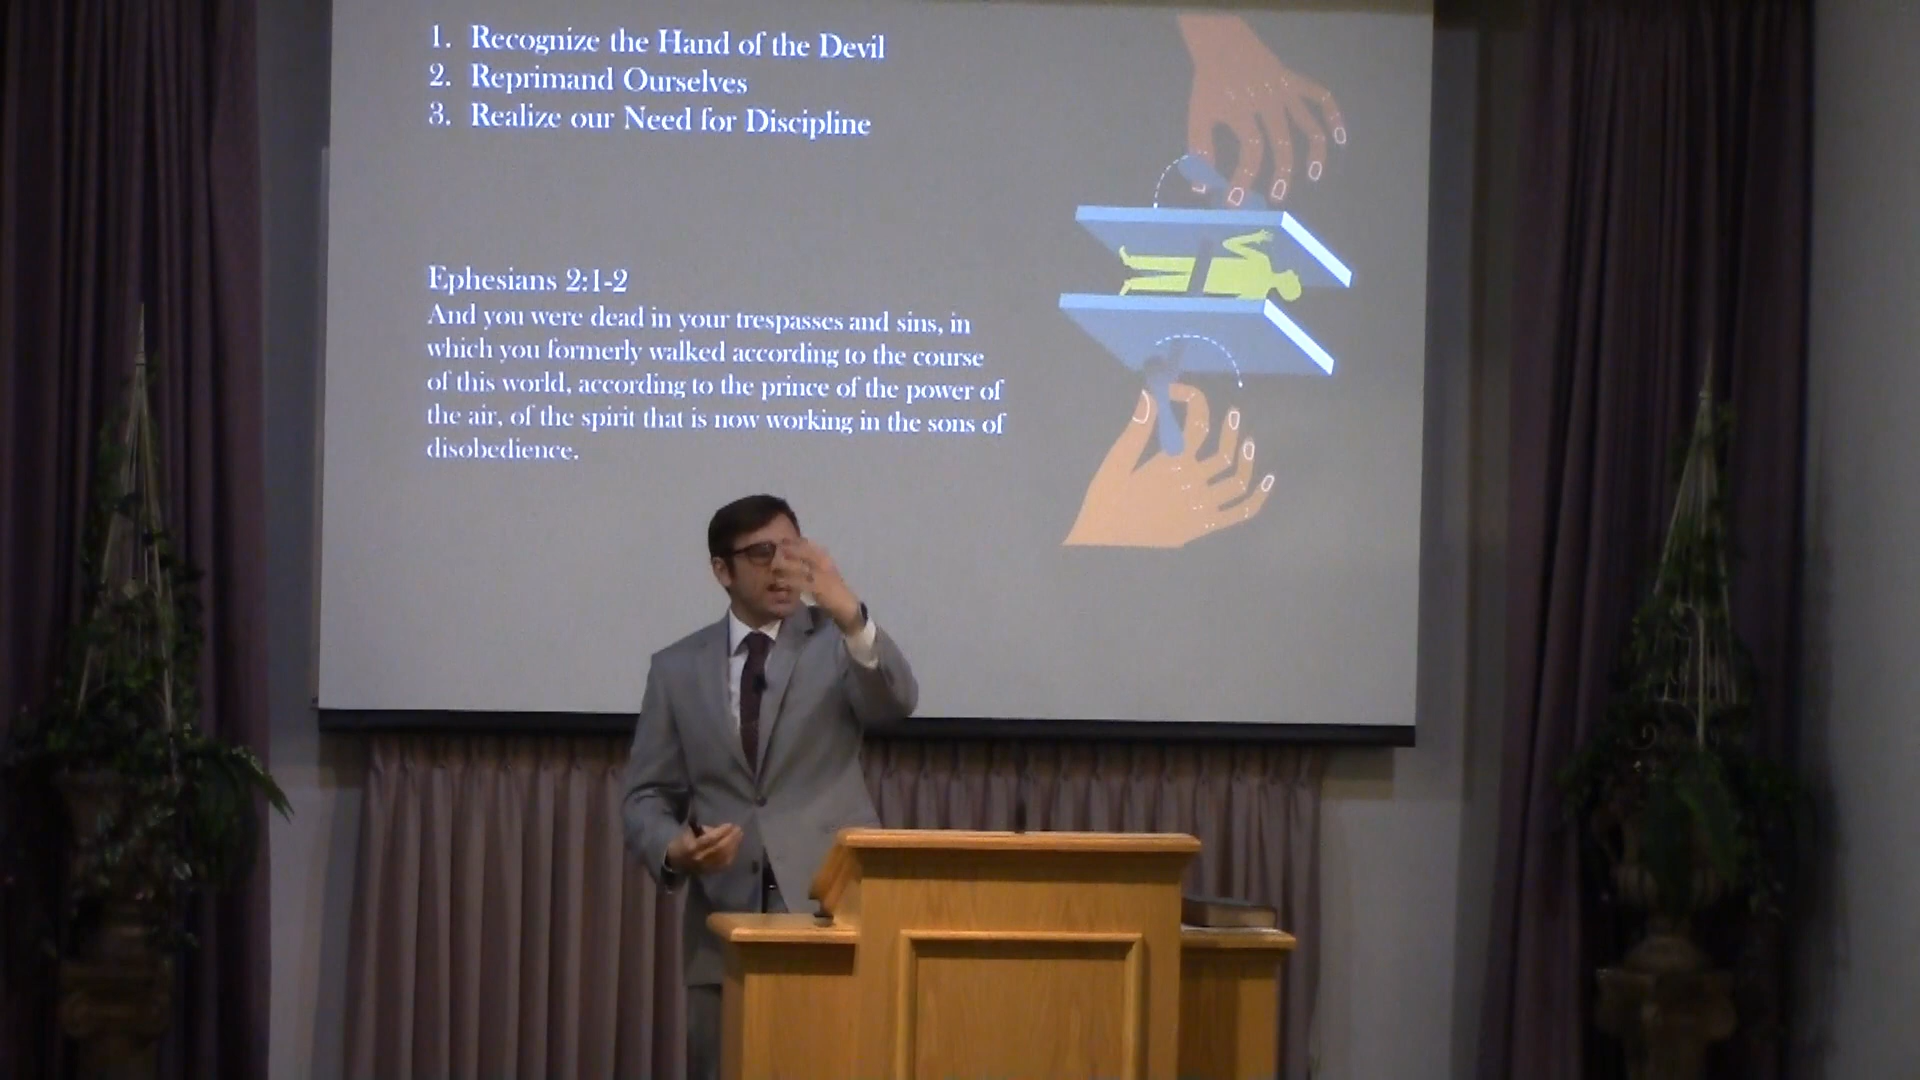 1. Recognize the Hand of the Devil
2. Reprimand Ourselves
3. Realize our Need for Discipline
Ephesians 2:1-2
And you were dead in your trespasses and sins, in
which you formerly walked according to the course
of this world, according to the prince of the power of
the air, of the spirit that is now working in the sons of
disobedience.